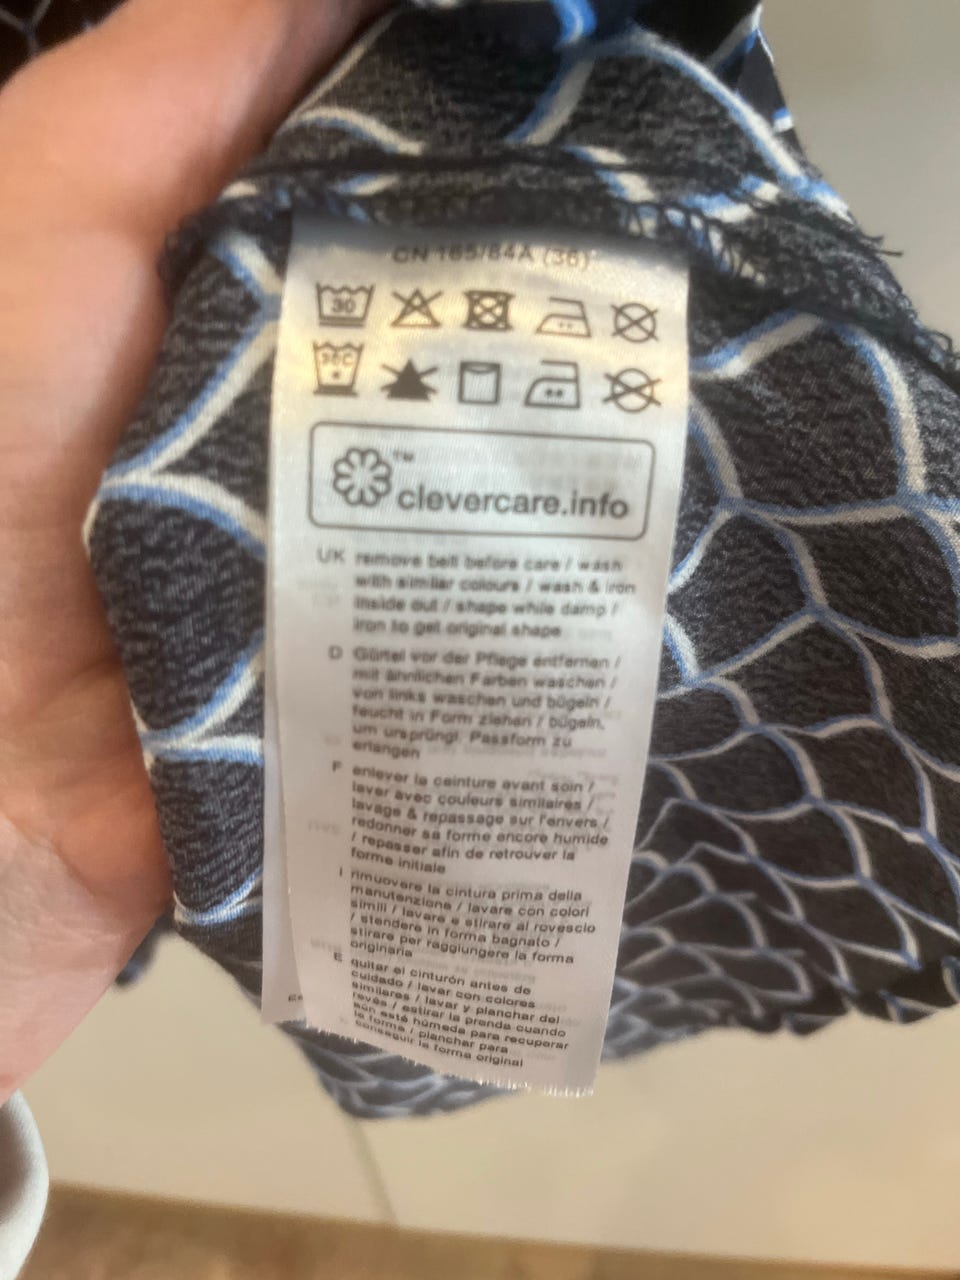 CN 165/84A (36)
30
30C
™
clevercare.info
UK remove belt before care / wash
with similar colours / wash & iron
inside out / shape while damp /
iron to get original shape
D Gürtel vor der Pflege entfernen /
mit ähnlichen Farben waschen /
von links waschen und bügeln /
feucht in Form ziehen / bügeln,
um ursprüngl. Passform zu
erlangen
F enlever la ceinture avant soin /
laver avec couleurs similaires /
lavage & repassage sur l'envers /
redonner sa forme encore humide
/ repasser afin de retrouver la
forme initiale
I rimuovere la cintura prima della
manutenzione / lavare con colori
simili / lavare e stirare al rovescio
/ stendere in forma bagnato /
stirare per raggiungere la forma
originaria
E quitar el cinturón antes de
cuidado / lavar con colores
similares / lavar y planchar del
revés / estirar la prenda cuando
aún esté húmeda para recuperar
la forma / planchar para
conseguir la forma original